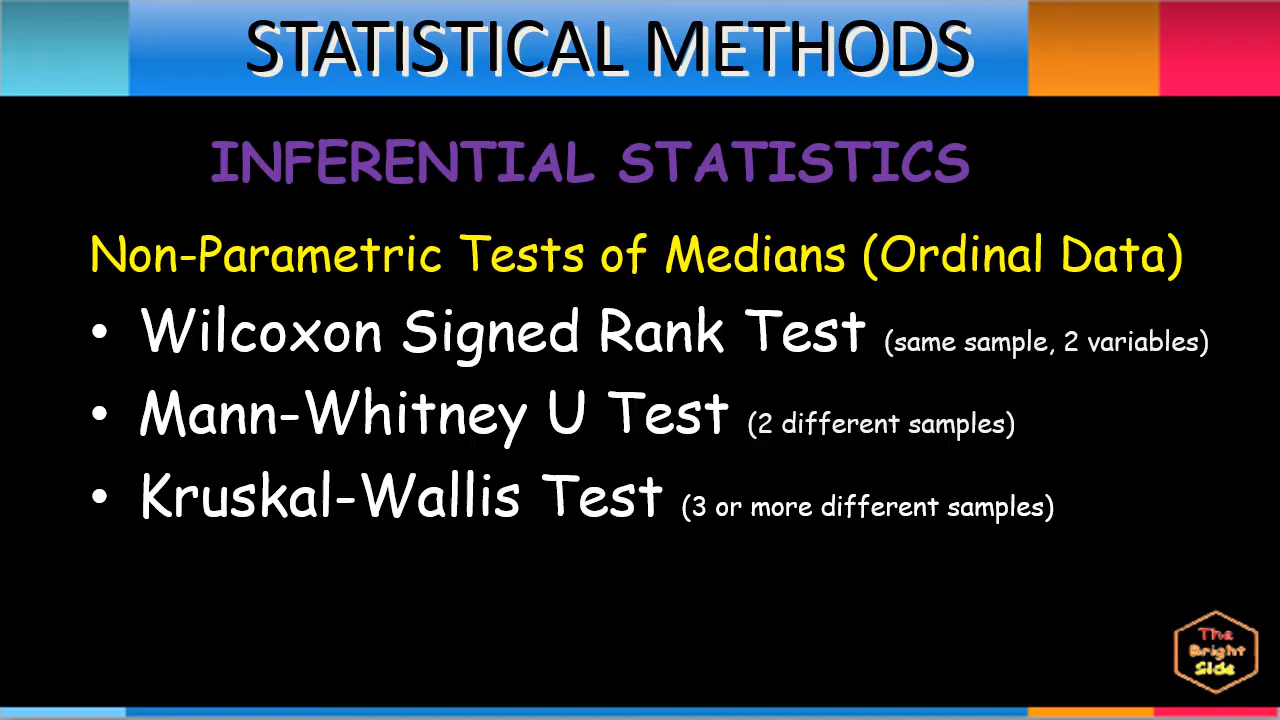 STATISTICAL METHODS
INFERENTIAL STATISTICS
Non-Parametric Tests of Medians (Ordinal Data)
• Wilcoxon Signed Rank Test (same sample, 2 variables)
• Mann-Whitney U Test (2 different samples)
• Kruskal-Wallis Test (3 or more different samples)
The
Bright
Side